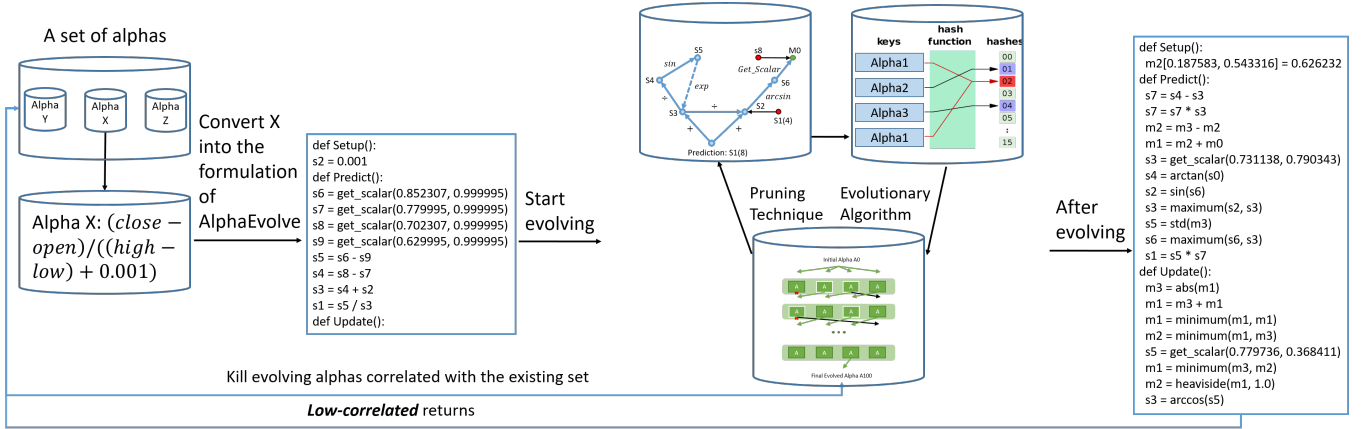 A set of alphas
Alpha
Y
Alpha
X
Alpha
Z
Alpha X: (close −
open)/((high −
low) + 0.001)
Convert X
into the
formulation
of
AlphaEvolve
def Setup():
s2 = 0.001
def Predict():
s6 = get_scalar(0.852307, 0.999995)
s7 = get_scalar(0.779995, 0.999995)
s8 = get_scalar(0.702307, 0.999995)
s9 = get_scalar(0.629995, 0.999995)
s5 = s6 - s9
s4 = s8 - s7
s3 = s4 + s2
s1 = s5 / s3
def Update():
Start
evolving
S5
s8
M0
sin
Get_Scalar
S4
exp
S6
arcsin
÷
÷
S3
S2
S1(4)
+
+
Prediction: S1(8)
keys
hash
function
hashes
Alpha1
Alpha2
Alpha3
Alpha1
00
01
02
03
04
05
:
15
Pruning
Technique
Evolutionary
Algorithm
Initial Alpha A0
A A A A
A A A A
• • •
A A A A
Final Evolved Alpha A100
After
evolving
def Setup():
m2[0.187583, 0.543316] = 0.626232
def Predict():
s7 = s4 - s3
s7 = s7 * s3
m2 = m3 - m2
m1 = m2 + m0
s3 = get_scalar(0.731138, 0.790343)
s4 = arctan(s0)
s2 = sin(s6)
s3 = maximum(s2, s3)
s5 = std(m3)
s6 = maximum(s6, s3)
s1 = s5 * s7
def Update():
m3 = abs(m1)
m1 = m3 + m1
m1 = minimum(m1, m1)
m2 = minimum(m1, m3)
s5 = get_scalar(0.779736, 0.368411)
m1 = minimum(m3, m2)
m2 = heaviside(m1, 1.0)
s3 = arccos(s5)
Kill evolving alphas correlated with the existing set
Low-correlated returns